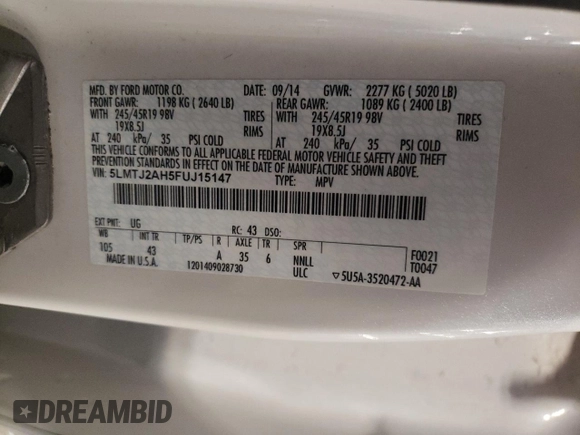 MFD. BY FORD MOTOR CO.
DATE: 09/14 GVWR: 2277 KG ( 5020 LB)
FRONT GAWR: 1198 KG ( 2640 LB) REAR GAWR: 1089 KG ( 2400 LB)
WITH 245/45R19 98V TIRES WITH 245/45R19 98V TIRES
19X8.5J RIMS 19X8.5J RIMS
AT 240 kPa/ 35 PSI COLD AT 240 kPa/ 35 PSI COLD
THIS VEHICLE CONFORMS TO ALL APPLICABLE FEDERAL MOTOR VEHICLE SAFETY AND THEFT
PREVENTION STANDARDS IN EFFECT ON THE DATE OF MANUFACTURE SHOWN ABOVE.
VIN: 5LMTJ2AH5FUJ15147 TYPE: MPV
EXT PNT: UG RC: 43 DSO:
WB INT TR TP/PS R AXLE TR SPR F0021
105 43 A 35 6 NNLL T0047
MADE IN U.S.A. 1201409028730 ULC ▽5U5A-3520472-AA
DREAMBID